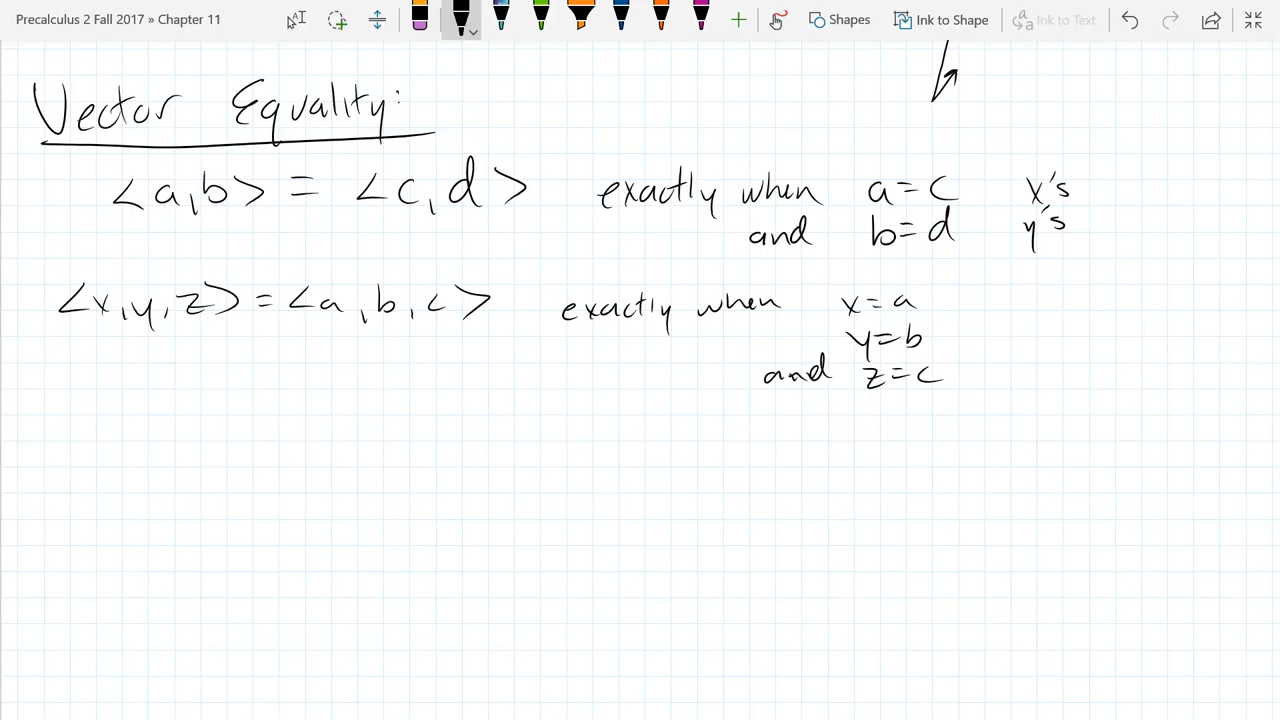 Precalculus 2 Fall 2017 » Chapter 11
Shapes
Ink to Shape
Ink to Text
Vector Equality:
<a,b> = <c,d> exactly when a=c x's
and b=d y's
<x,y,z> = <a,b,c> exactly when x=a
y=b
and z=c